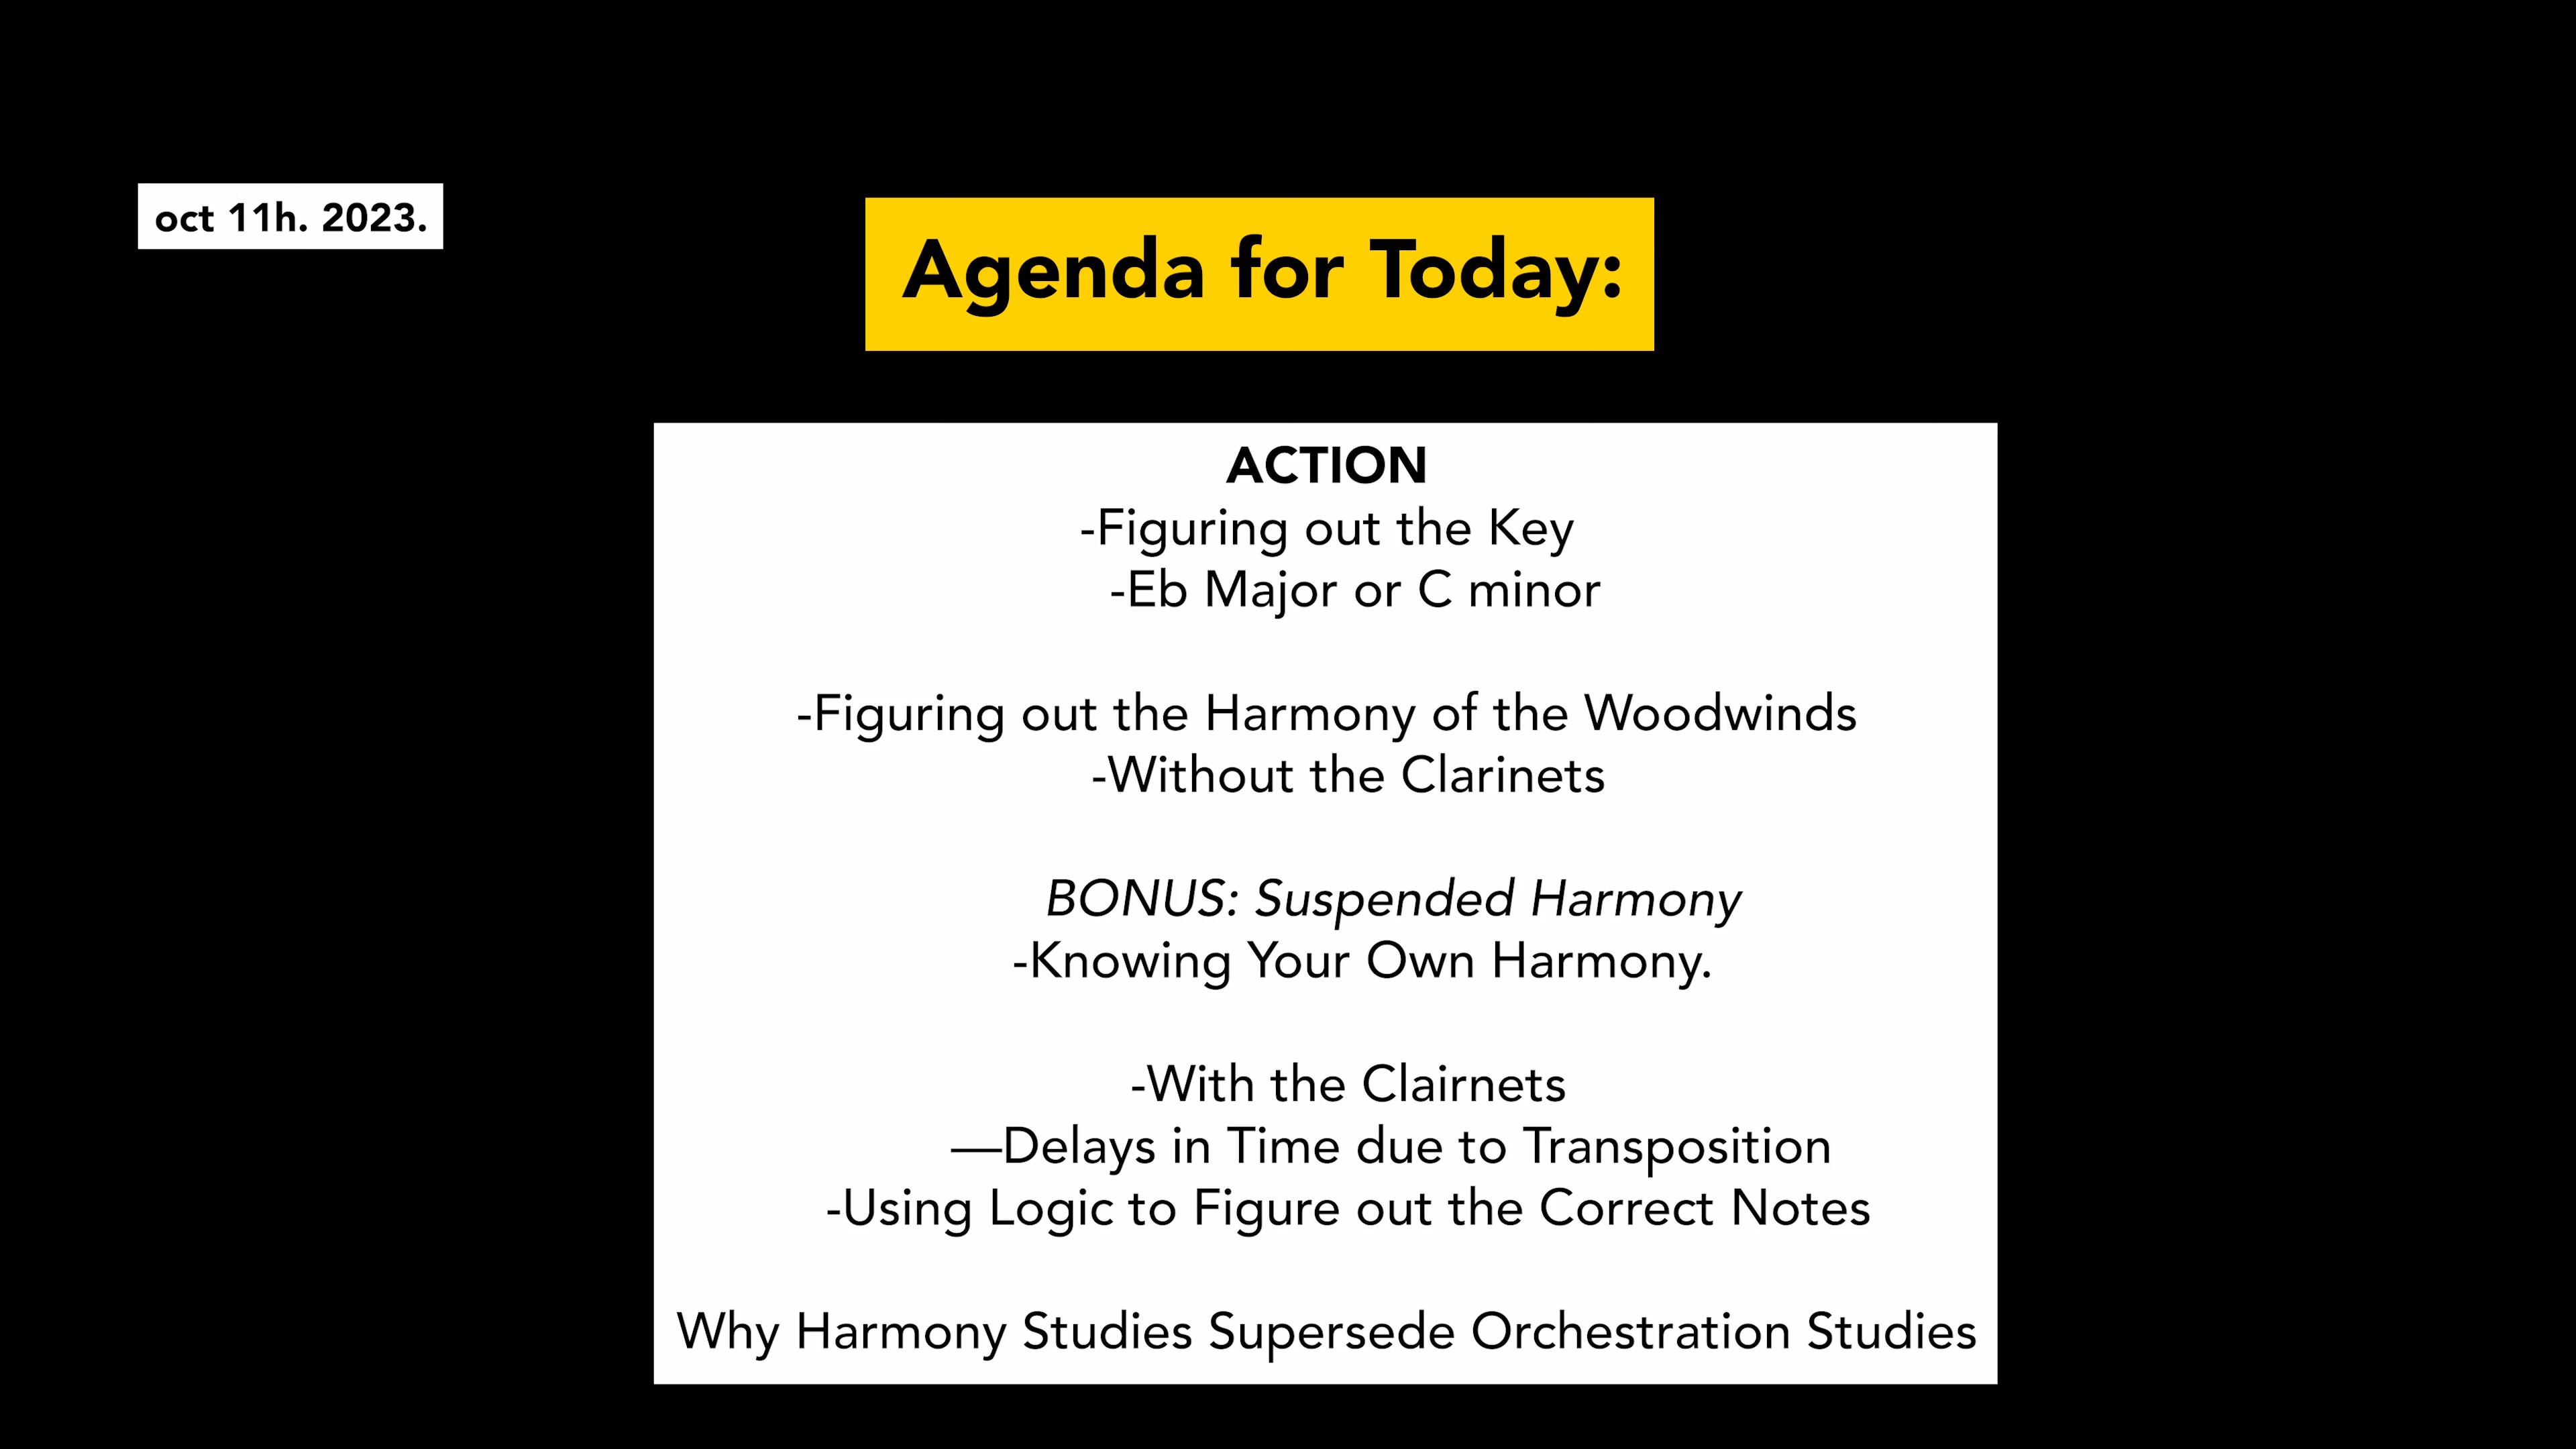 oct 11h. 2023.
Agenda for Today:
ACTION
-Figuring out the Key
-Eb Major or C minor
-Figuring out the Harmony of the Woodwinds
-Without the Clarinets
BONUS: Suspended Harmony
-Knowing Your Own Harmony.
-With the Clairnets
—Delays in Time due to Transposition
-Using Logic to Figure out the Correct Notes
Why Harmony Studies Supersede Orchestration Studies